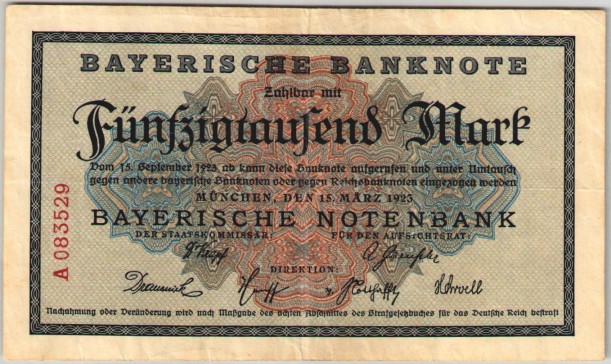 BAYERISCHE BANKNOTE
Zahlbar mit
Fünfzigtausend Mark
Vom 15. September 1923 ab kann diese Banknote aufgerufen und unter Umtausch
gegen andere bayerische Banknoten oder gegen Reichsbanknoten eingezogen werden
MÜNCHEN, DEN 15. MÄRZ 1923
BAYERISCHE NOTENBANK
DER STAATSKOMMISSAR: FÜR DEN AUFSICHTSRAT:
DIREKTION:
Nachahmung oder Veränderung wird nach Maßgabe des achten Abschnittes des Strafgesetzbuches für das Deutsche Reich bestraft
A 083529